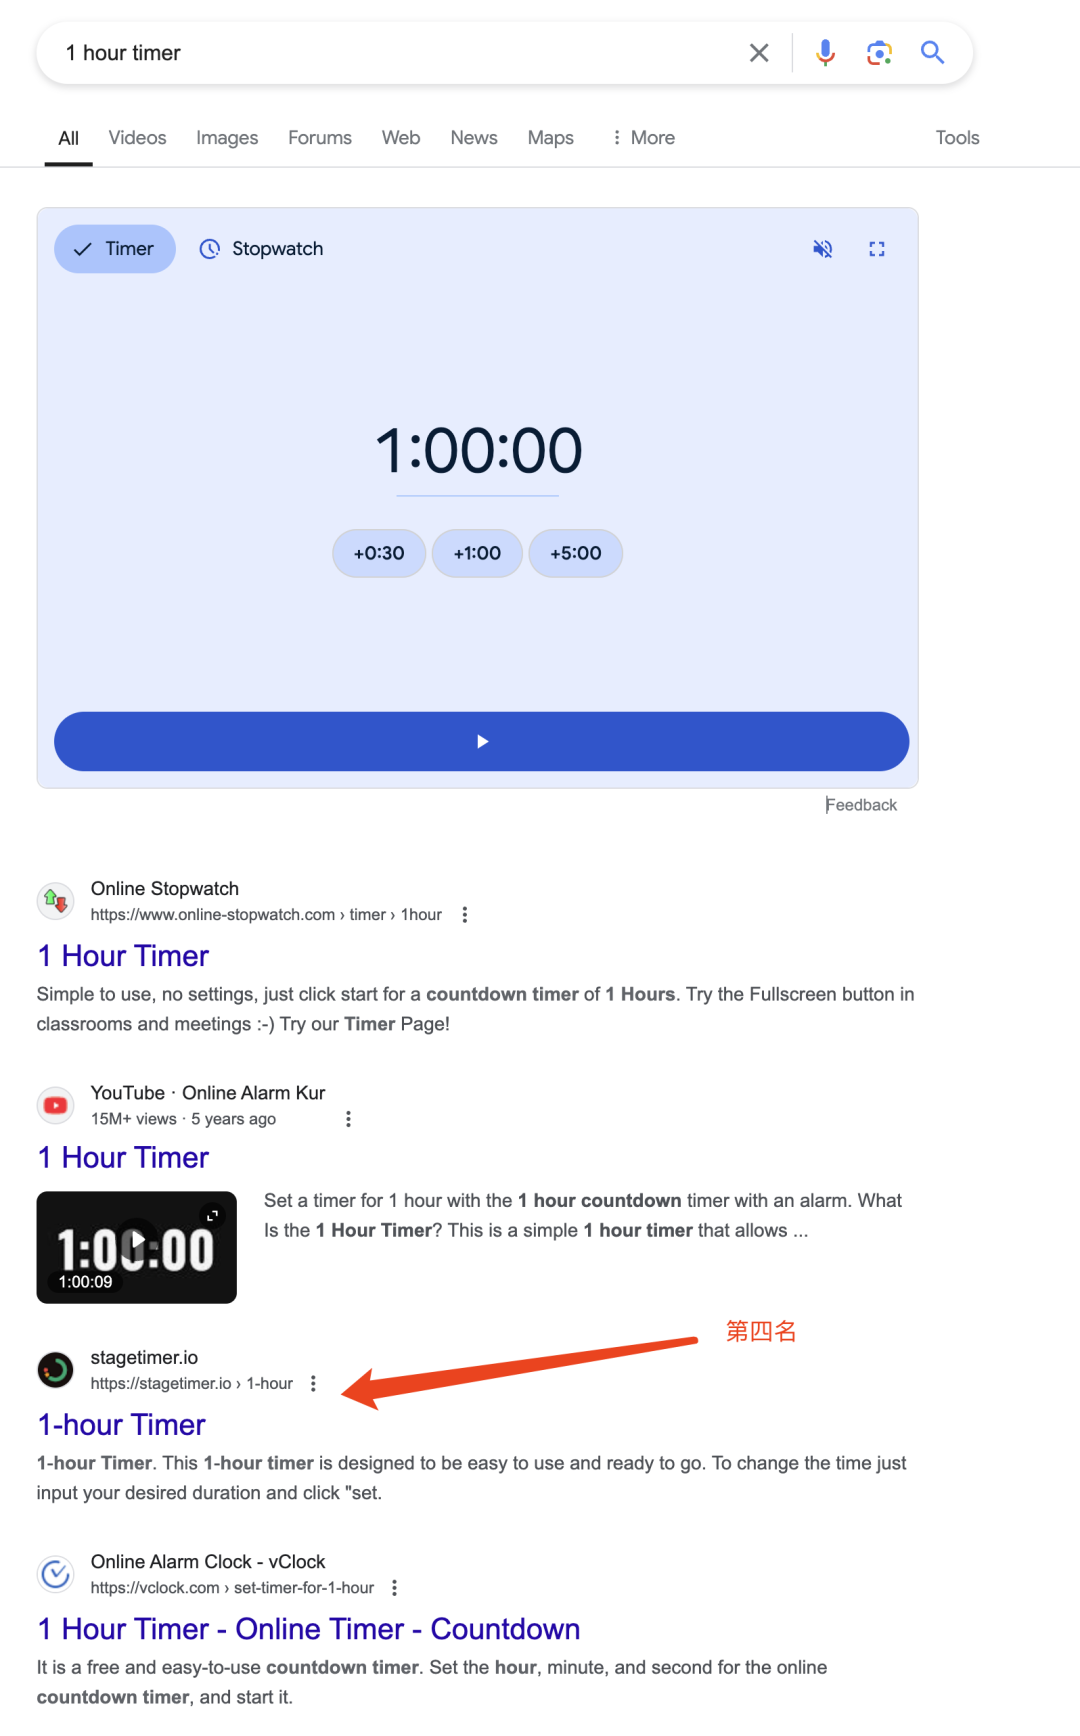 1 hour timer
All Videos Images Forums Web News Maps More Tools
Timer Stopwatch
1:00:00
+0:30 +1:00 +5:00
Feedback
Online Stopwatch
https://www.online-stopwatch.com › timer › 1hour
1 Hour Timer
Simple to use, no settings, just click start for a countdown timer of 1 Hours. Try the Fullscreen button in
classrooms and meetings :-) Try our Timer Page!
YouTube · Online Alarm Kur
15M+ views · 5 years ago
1 Hour Timer
1:00:00
1:00:09
Set a timer for 1 hour with the 1 hour countdown timer with an alarm. What
Is the 1 Hour Timer? This is a simple 1 hour timer that allows ...
第四名
stagetimer.io
https://stagetimer.io › 1-hour
1-hour Timer
1-hour Timer. This 1-hour timer is designed to be easy to use and ready to go. To change the time just
input your desired duration and click "set.
Online Alarm Clock - vClock
https://vclock.com › set-timer-for-1-hour
1 Hour Timer - Online Timer - Countdown
It is a free and easy-to-use countdown timer. Set the hour, minute, and second for the online
countdown timer, and start it.